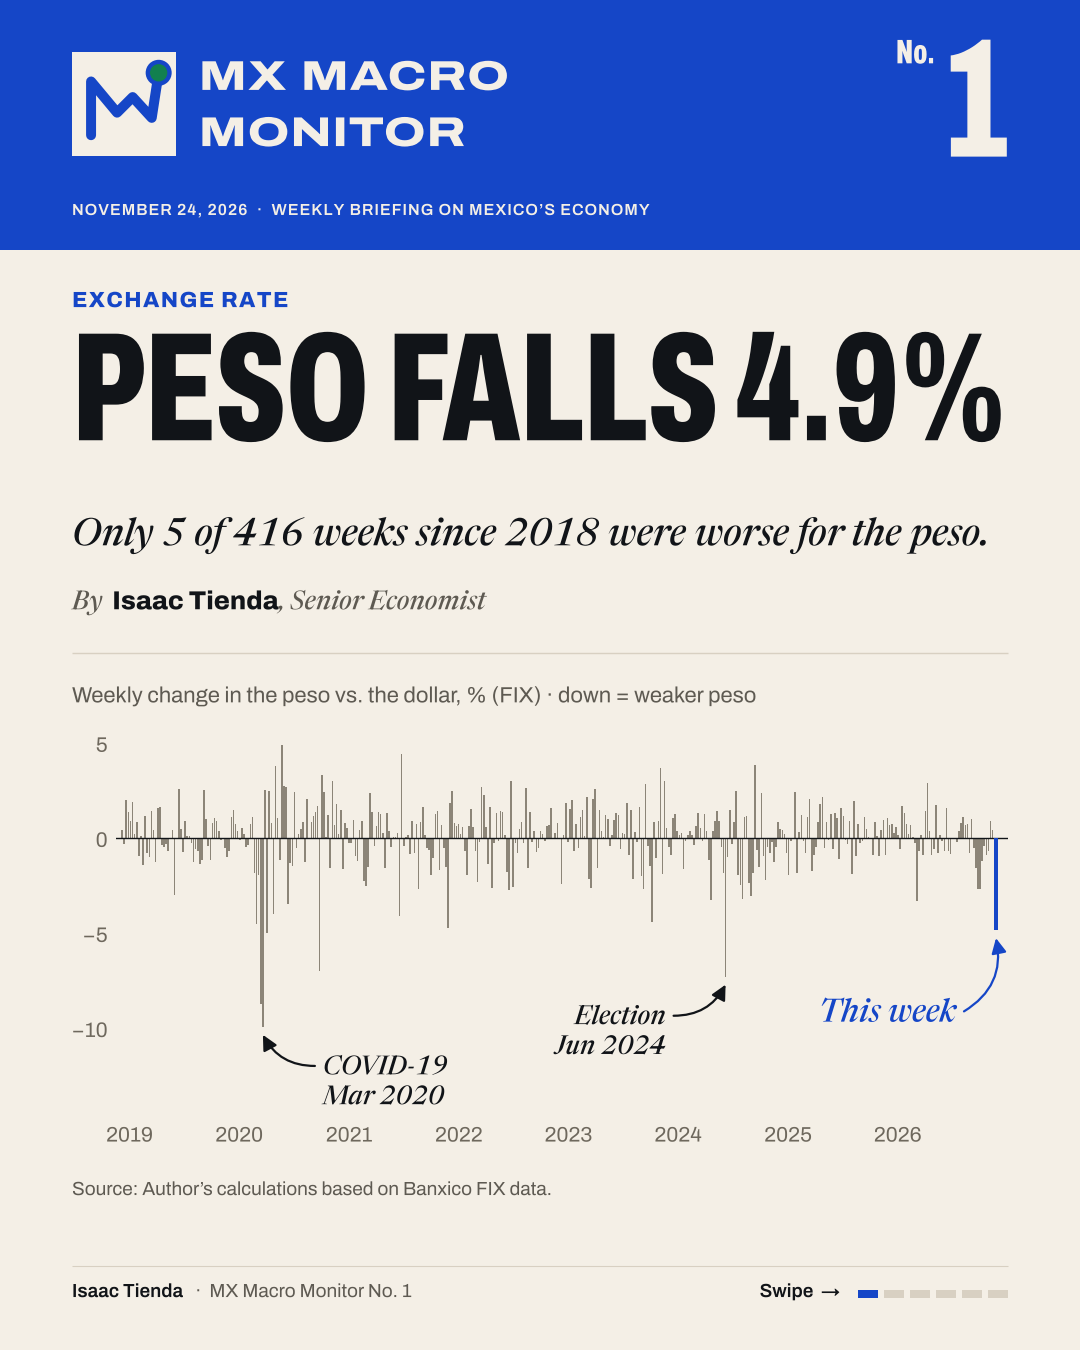 MX MACRO
MONITOR
No. 1
NOVEMBER 24, 2026 · WEEKLY BRIEFING ON MEXICO’S ECONOMY
EXCHANGE RATE
PESO FALLS 4.9%
Only 5 of 416 weeks since 2018 were worse for the peso.
By Isaac Tienda, Senior Economist
Weekly change in the peso vs. the dollar, % (FIX) · down = weaker peso
5
0
−5
−10
Election
Jun 2024
This week
COVID-19
Mar 2020
2019 2020 2021 2022 2023 2024 2025 2026
Source: Author’s calculations based on Banxico FIX data.
Isaac Tienda · MX Macro Monitor No. 1
Swipe →